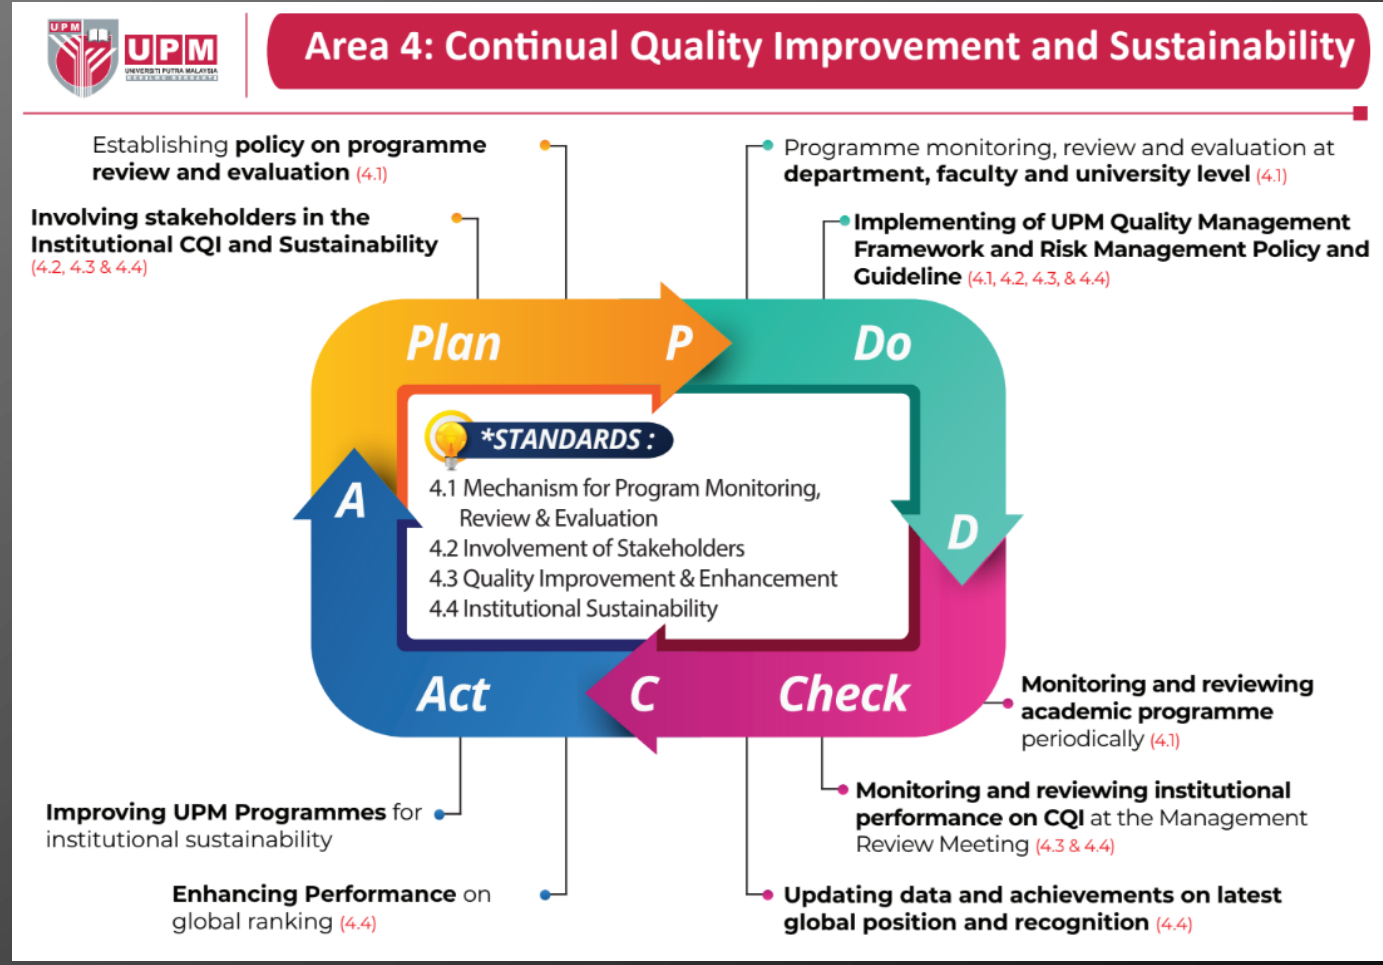 UPM
UPM
UNIVERSITI PUTRA MALAYSIA
BERILMU BERBAKTI
Area 4: Continual Quality Improvement and Sustainability
Establishing policy on programme
review and evaluation (4.1)
Involving stakeholders in the
Institutional CQI and Sustainability
(4.2, 4.3 & 4.4)
Programme monitoring, review and evaluation at
department, faculty and university level (4.1)
Implementing of UPM Quality Management
Framework and Risk Management Policy and
Guideline (4.1, 4.2, 4.3, & 4.4)
Plan
P
Do
D
*STANDARDS :
4.1 Mechanism for Program Monitoring,
Review & Evaluation
4.2 Involvement of Stakeholders
4.3 Quality Improvement & Enhancement
4.4 Institutional Sustainability
A
Act
C
Check
Monitoring and reviewing
academic programme
periodically (4.1)
Monitoring and reviewing institutional
performance on CQI at the Management
Review Meeting (4.3 & 4.4)
Updating data and achievements on latest
global position and recognition (4.4)
Improving UPM Programmes for
institutional sustainability
Enhancing Performance on
global ranking (4.4)